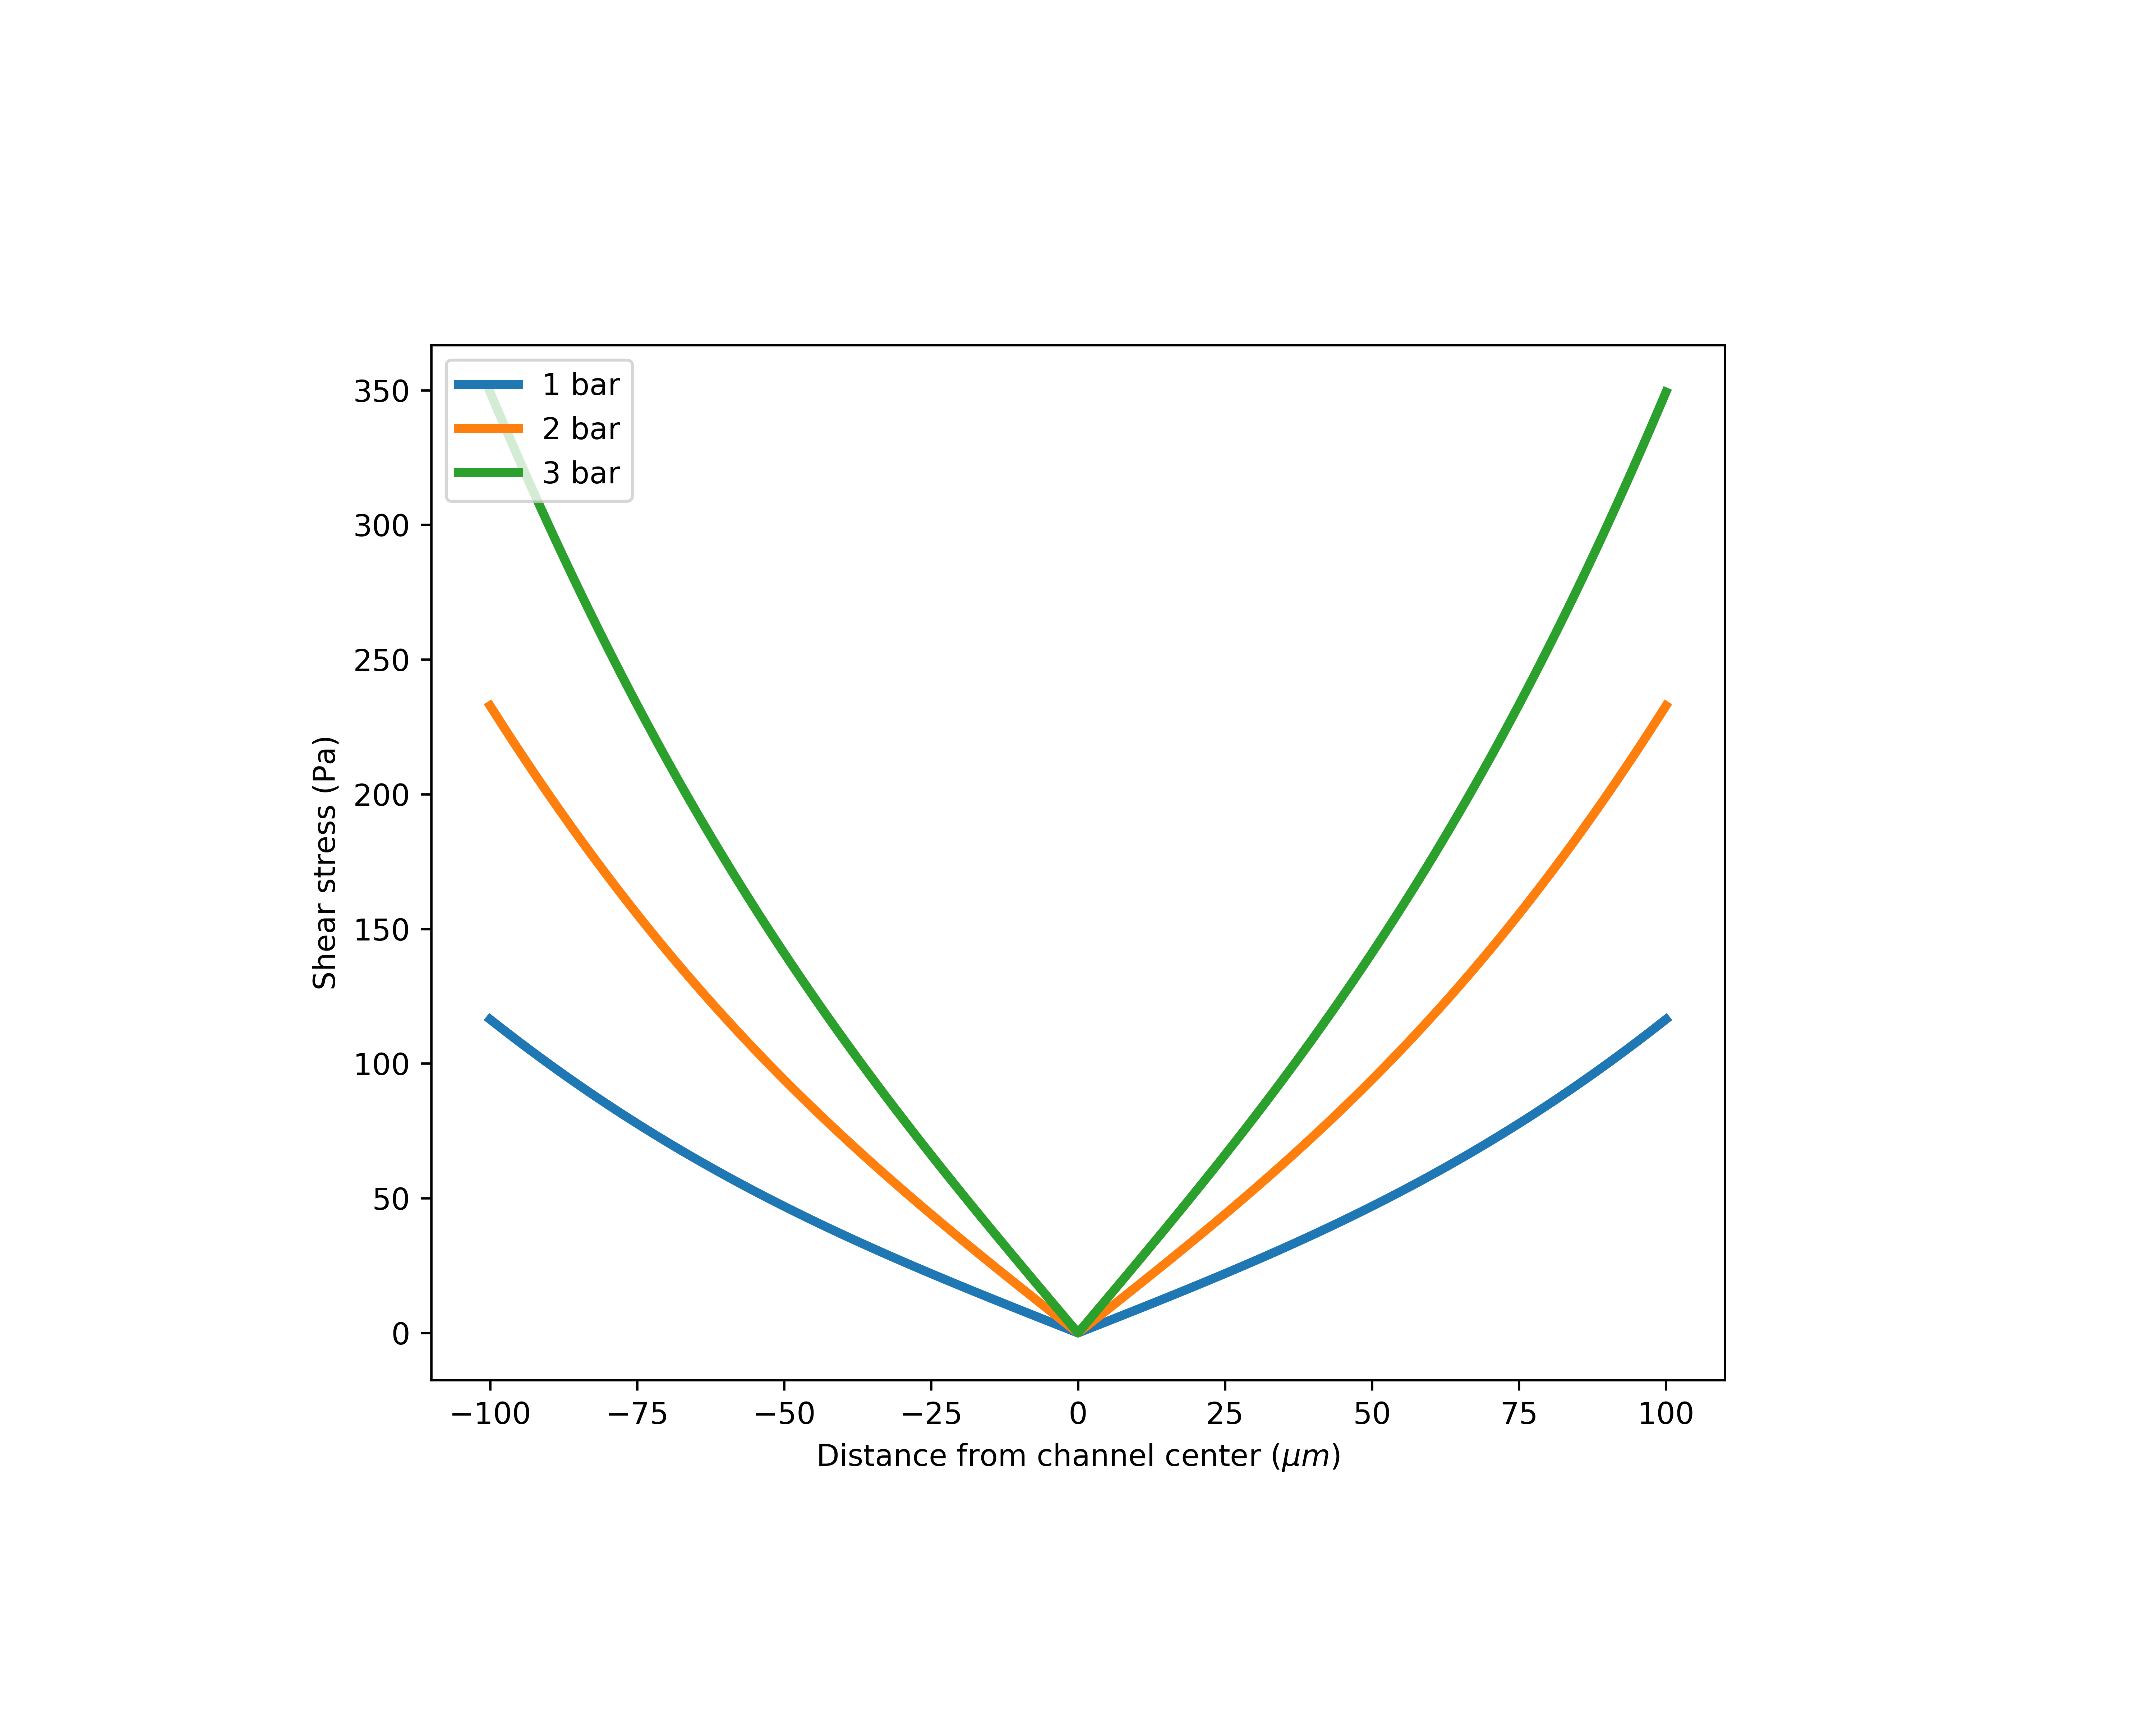 1 bar
2 bar
3 bar
350
300
250
200
150
100
50
0
Shear stress (Pa)
−100 −75 −50 −25 0 25 50 75 100
Distance from channel center (μm)